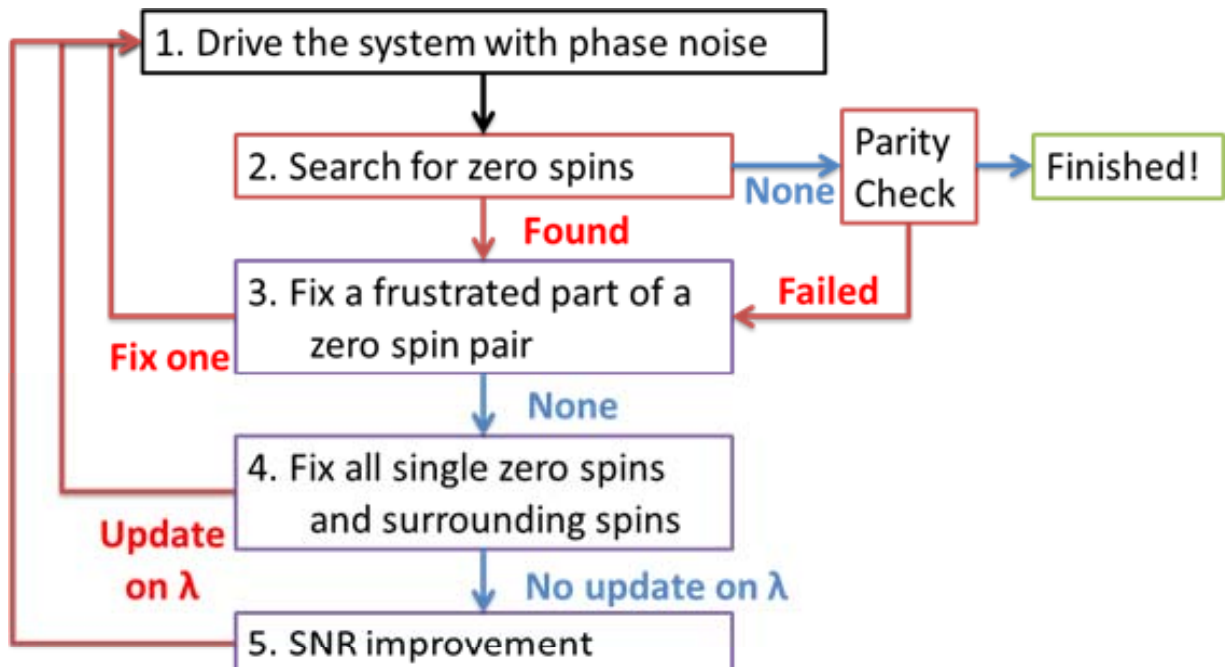 1. Drive the system with phase noise
2. Search for zero spins
None
Parity
Check
Finished!
Found
3. Fix a frustrated part of a
zero spin pair
Failed
Fix one
None
4. Fix all single zero spins
and surrounding spins
Update
on λ
No update on λ
5. SNR improvement